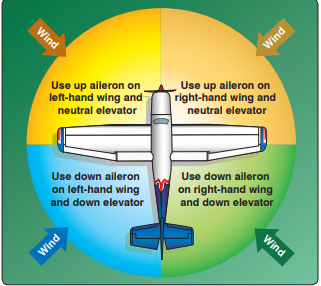 Wind
Wind
Use up aileron on
left-hand wing and
neutral elevator
Use up aileron on
right-hand wing and
neutral elevator
Use down aileron
on left-hand wing
and down elevator
Use down aileron
on right-hand wing
and down elevator
Wind
Wind